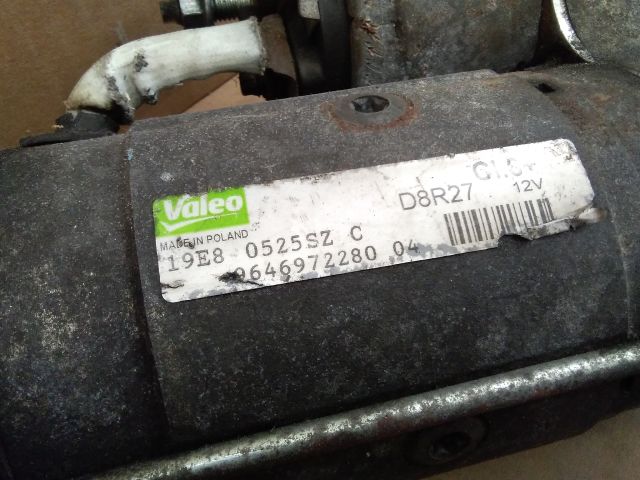 Valeo
MADE IN POLAND
19E8 0525SZ C
9646972280 04
D8R27
12V